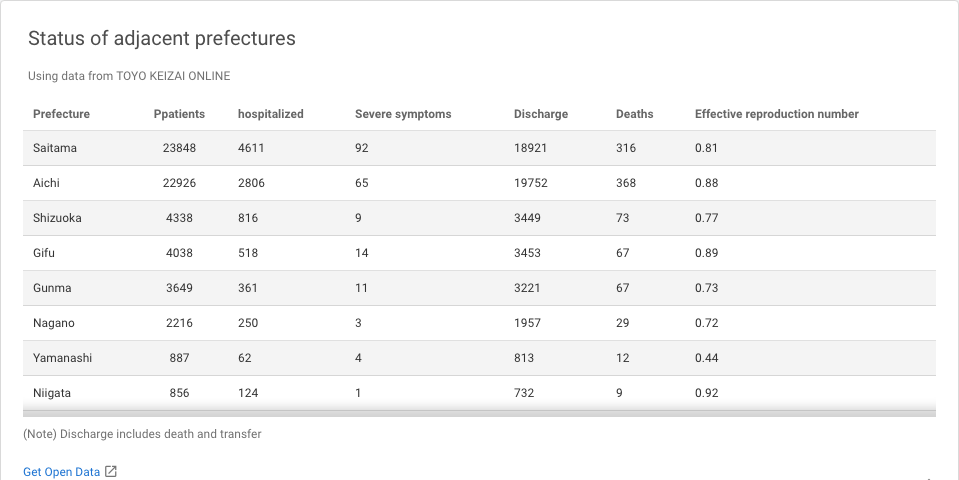 Status of adjacent prefectures
Using data from TOYO KEIZAI ONLINE
Prefecture Ppatients hospitalized Severe symptoms Discharge Deaths Effective reproduction number
Saitama 23848 4611 92 18921 316 0.81
Aichi 22926 2806 65 19752 368 0.88
Shizuoka 4338 816 9 3449 73 0.77
Gifu 4038 518 14 3453 67 0.89
Gunma 3649 361 11 3221 67 0.73
Nagano 2216 250 3 1957 29 0.72
Yamanashi 887 62 4 813 12 0.44
Niigata 856 124 1 732 9 0.92
(Note) Discharge includes death and transfer
Get Open Data